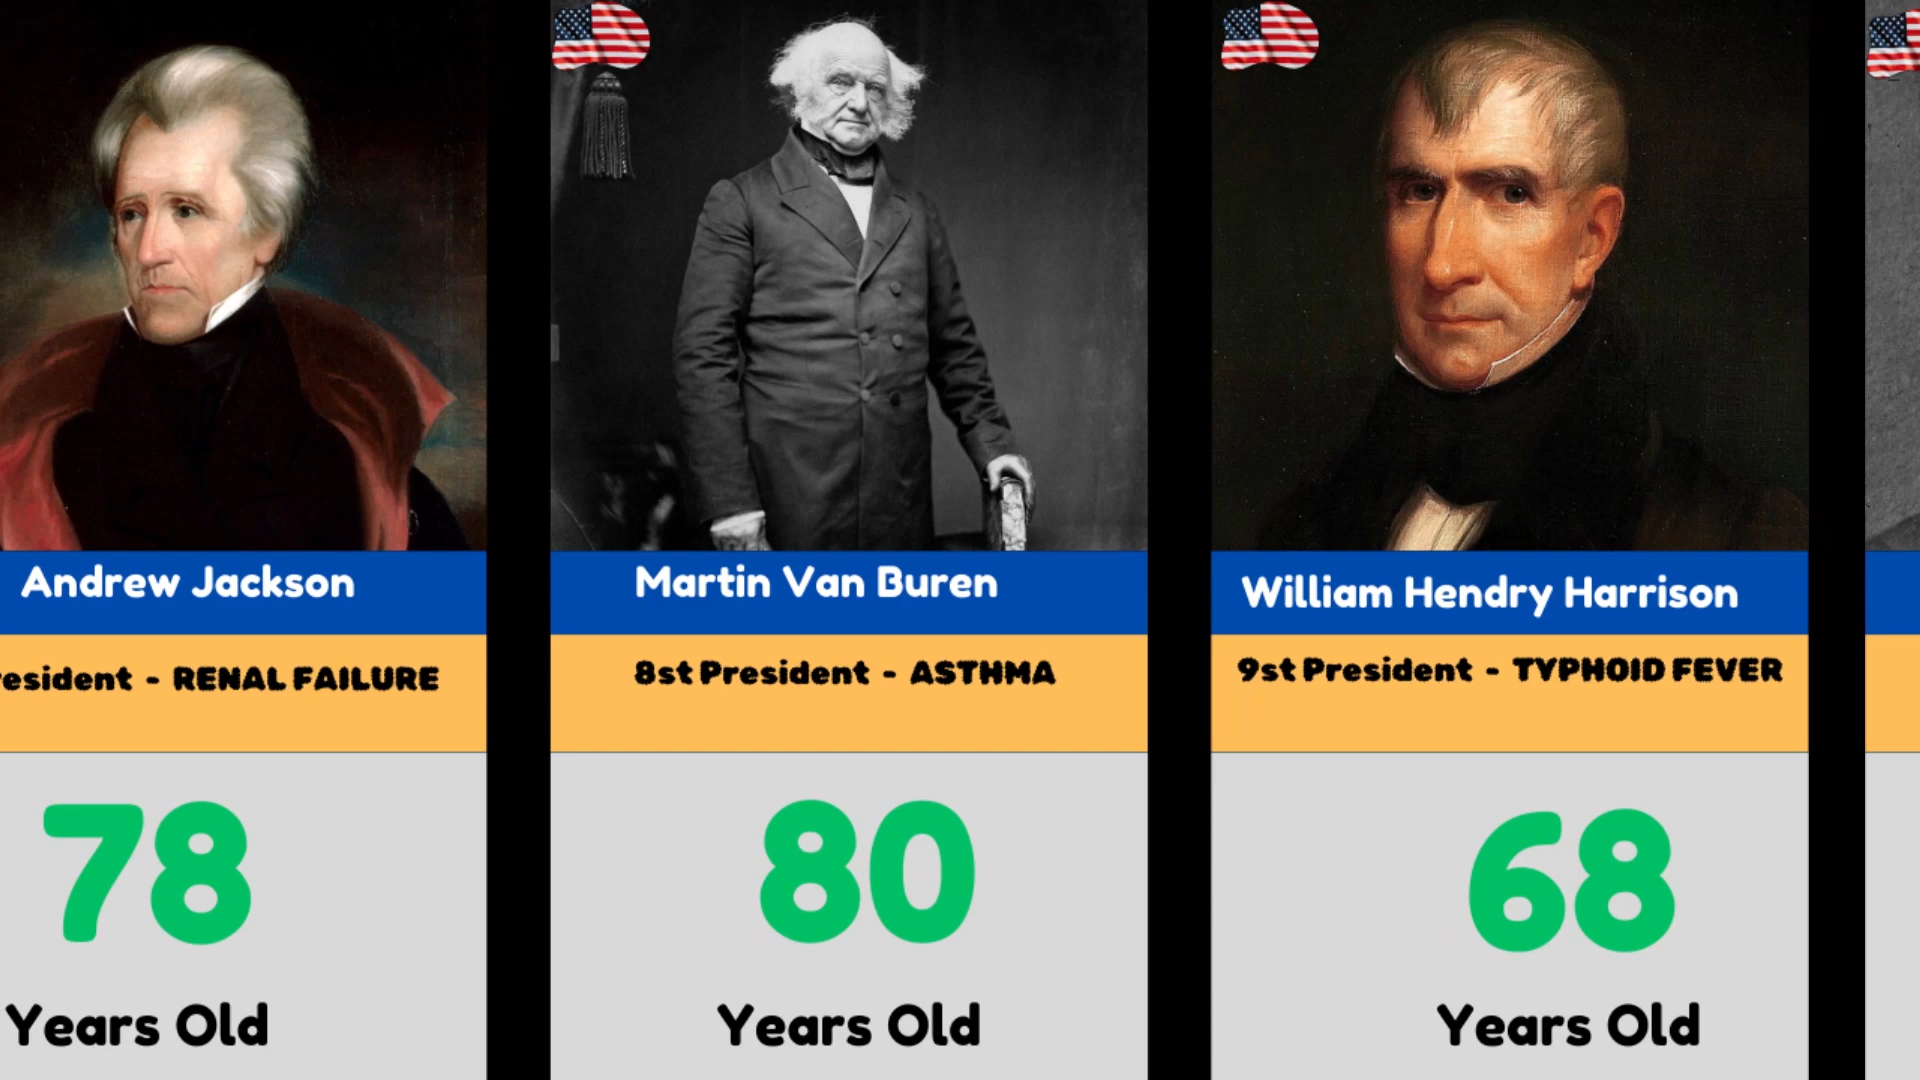 Andrew Jackson
resident - RENAL FAILURE
78
Years Old
Martin Van Buren
8st President - ASTHMA
80
Years Old
William Hendry Harrison
9st President - TYPHOID FEVER
68
Years Old